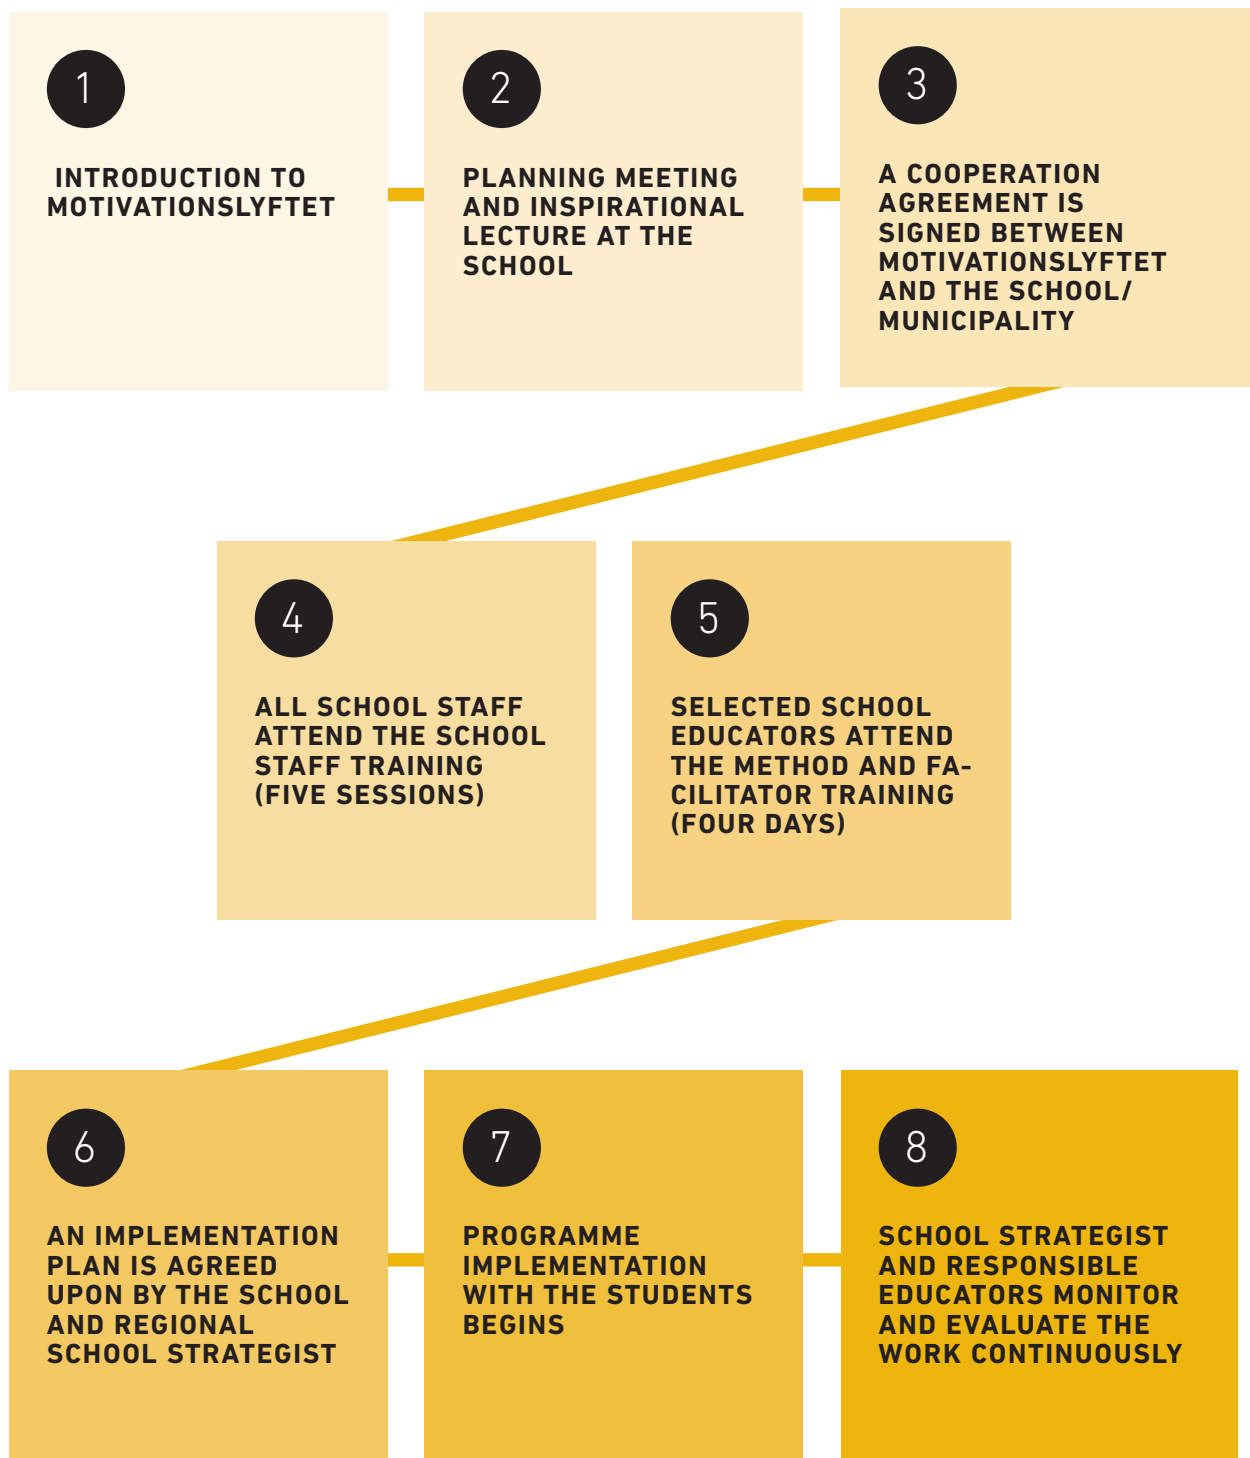 1
INTRODUCTION TO
MOTIVATIONSLYFTET
2
PLANNING MEETING
AND INSPIRATIONAL
LECTURE AT THE
SCHOOL
3
A COOPERATION
AGREEMENT IS
SIGNED BETWEEN
MOTIVATIONSLYFTET
AND THE SCHOOL/
MUNICIPALITY
4
ALL SCHOOL STAFF
ATTEND THE SCHOOL
STAFF TRAINING
(FIVE SESSIONS)
5
SELECTED SCHOOL
EDUCATORS ATTEND
THE METHOD AND FA-
CILITATOR TRAINING
(FOUR DAYS)
6
AN IMPLEMENTATION
PLAN IS AGREED
UPON BY THE SCHOOL
AND REGIONAL
SCHOOL STRATEGIST
7
PROGRAMME
IMPLEMENTATION
WITH THE STUDENTS
BEGINS
8
SCHOOL STRATEGIST
AND RESPONSIBLE
EDUCATORS MONITOR
AND EVALUATE THE
WORK CONTINUOUSLY